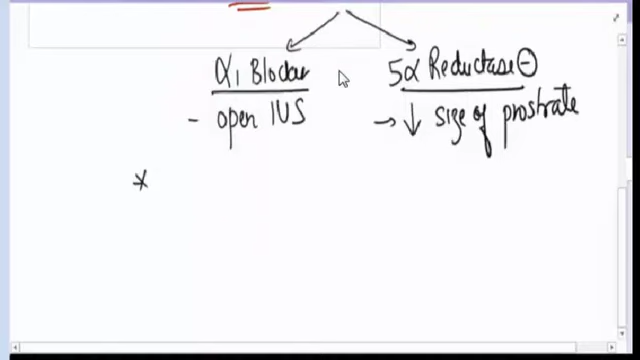 α1 Blocker
5α Reductase ⊖
- open IUS
→ ↓ size of prostrate
*